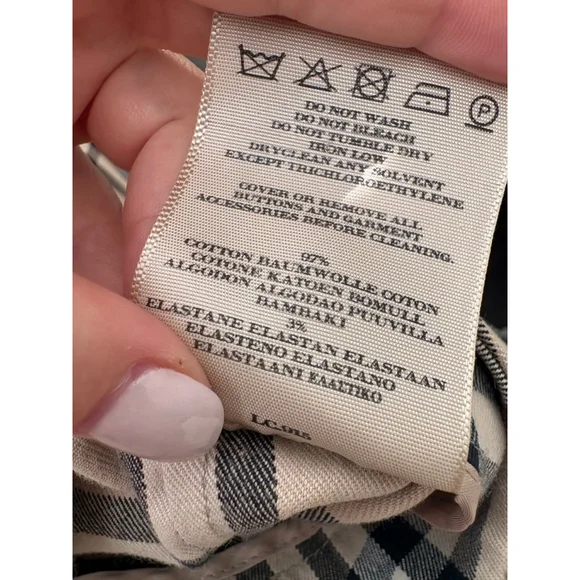 DO NOT WASH
DO NOT BLEACH
DO NOT TUMBLE DRY
IRON LOW
DRYCLEAN ANY SOLVENT
EXCEPT TRICHLOROETHYLENE
COVER OR REMOVE ALL
BUTTONS AND GARMENT
ACCESSORIES BEFORE CLEANING.
97%
COTTON BAUMWOLLE COTON
COTONE KATOEN BOMULL
ALGODON ALGODAO PUUVILLA
BAMBAKI
3%
ELASTANE ELASTAN ELASTAAN
ELASTENO ELASTANO
ELASTAANI ΕΛΑΣΤΙΚΟ
LC.015